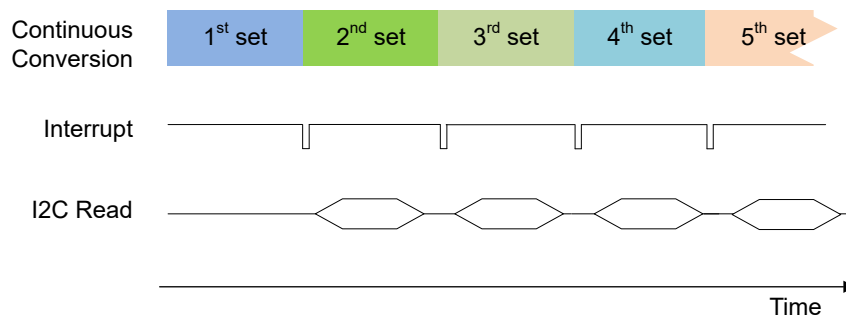 Continuous
Conversion
1st set
2nd set
3rd set
4th set
5th set
Interrupt
I2C Read
Time